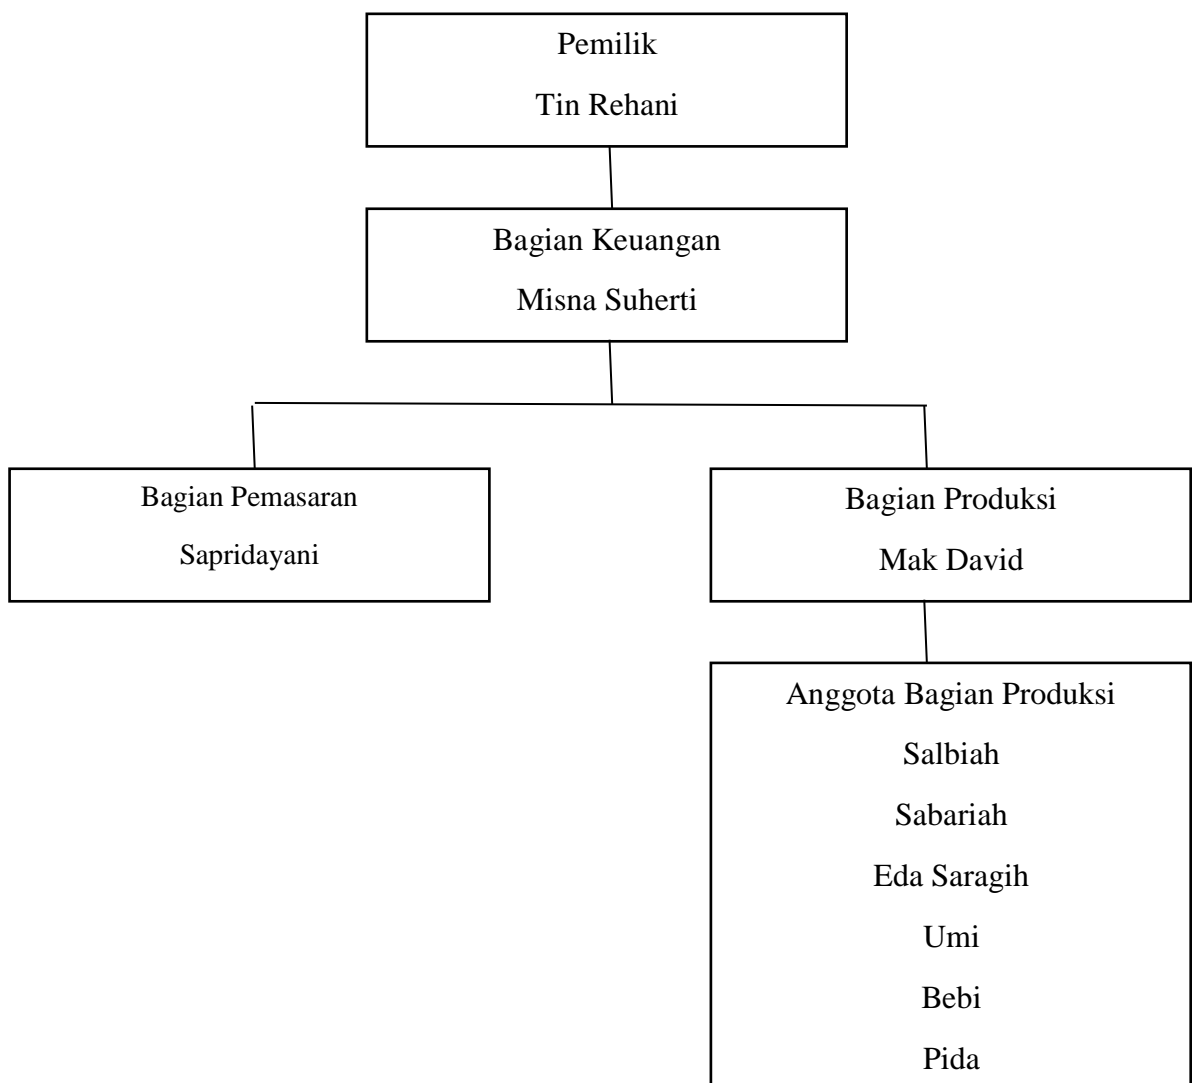 Pemilik
Tin Rehani
Bagian Keuangan
Misna Suherti
Bagian Pemasaran
Sapridayani
Bagian Produksi
Mak David
Anggota Bagian Produksi
Salbiah
Sabariah
Eda Saragih
Umi
Bebi
Pida